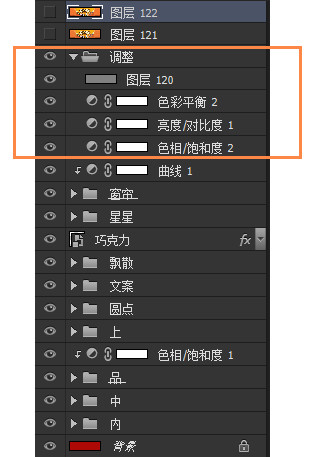 图层 122
图层 121
调整
图层 120
色彩平衡 2
亮度/对比度 1
色相/饱和度 2
曲线 1
窗帘
星星
巧克力 fx
飘散
文案
圆点
上
色相/饱和度 1
品
中
内
背景